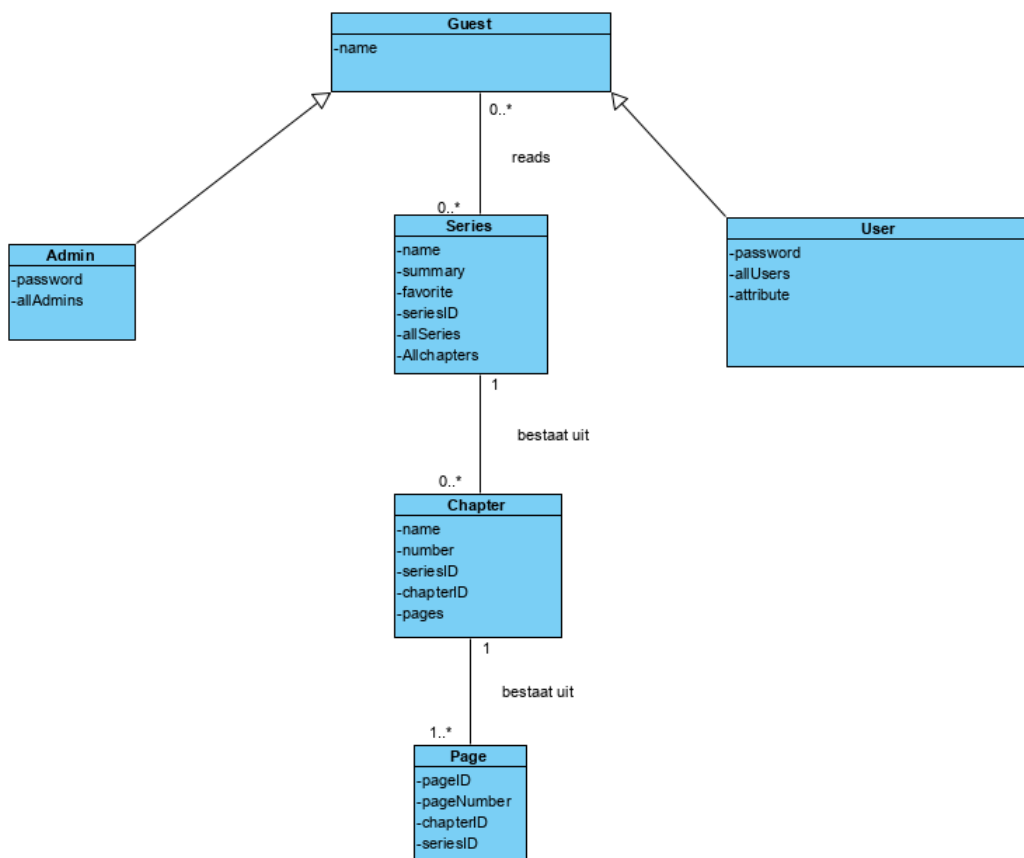 Guest
-name
0..*
reads
0..*
Series
-name
-summary
-favorite
-seriesID
-allSeries
-Allchapters
Admin
-password
-allAdmins
User
-password
-allUsers
-attribute
1
bestaat uit
0..*
Chapter
-name
-number
-seriesID
-chapterID
-pages
1
bestaat uit
1..*
Page
-pageID
-pageNumber
-chapterID
-seriesID